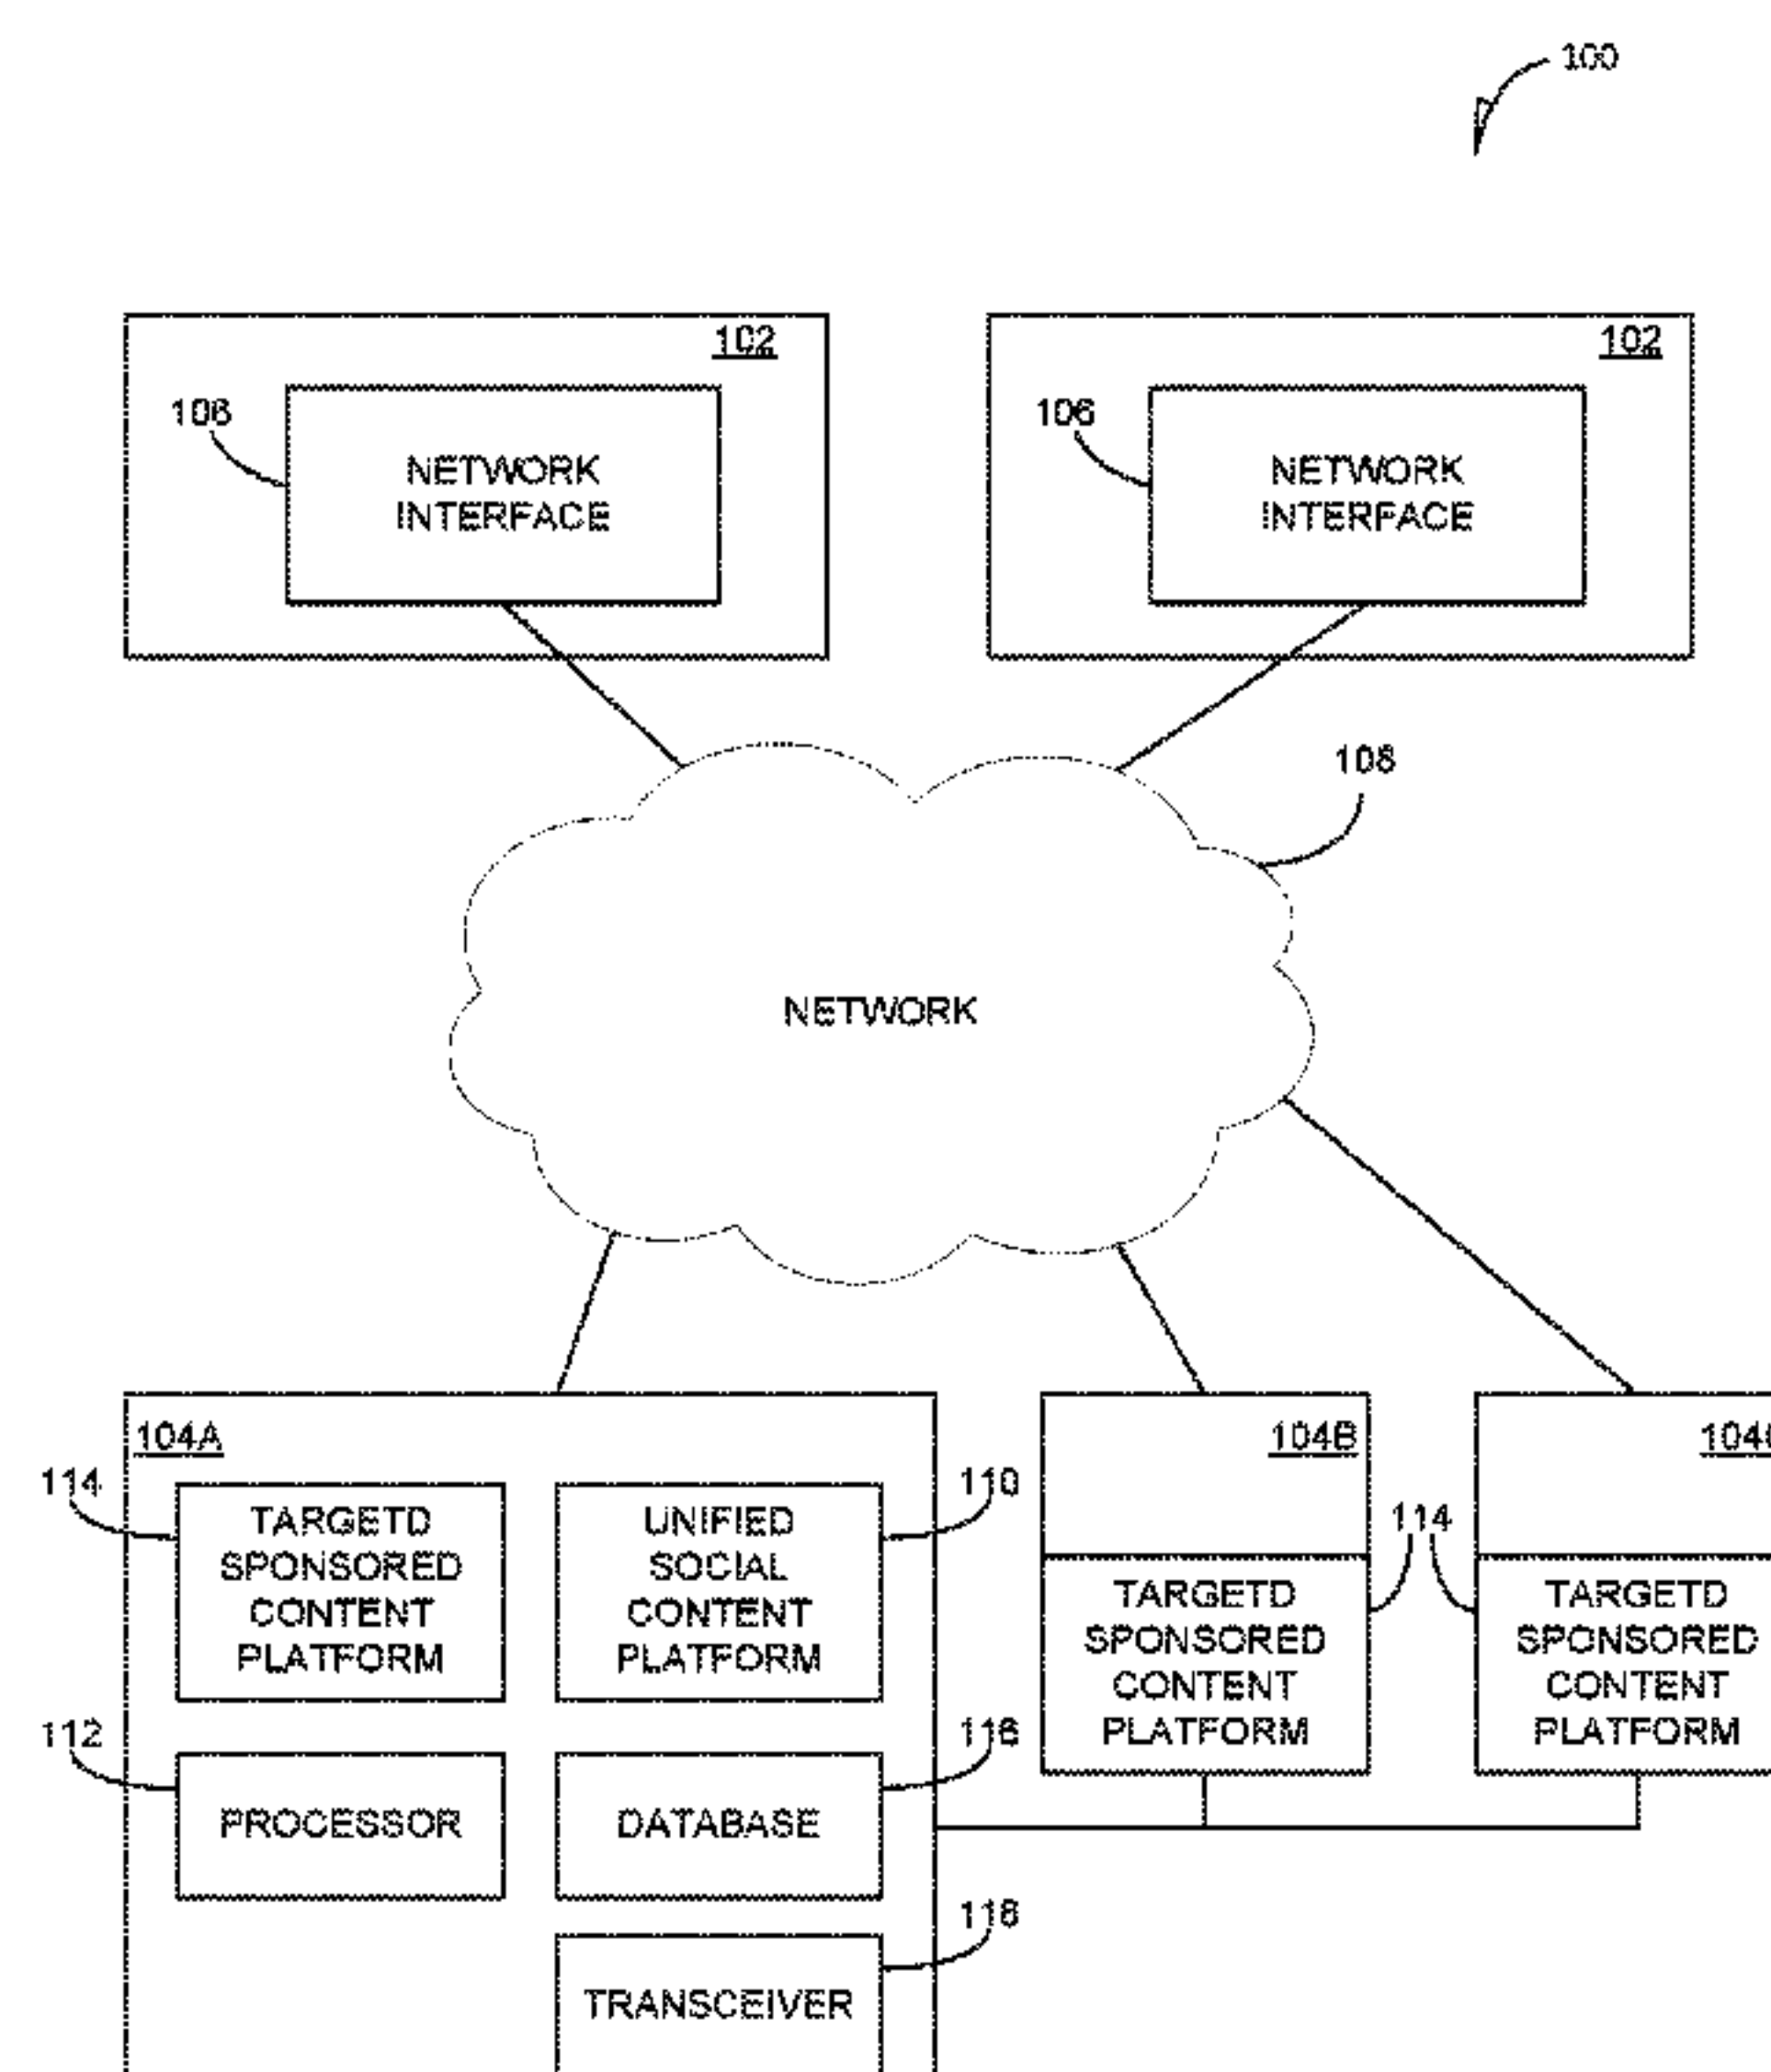 100
102
102
106
106
NETWORK
INTERFACE
NETWORK
INTERFACE
108
NETWORK
104A
104B
114
110
114
TARGETD
SPONSORED
CONTENT
PLATFORM
UNIFIED
SOCIAL
CONTENT
PLATFORM
TARGETD
SPONSORED
CONTENT
PLATFORM
TARGETD
SPONSORED
CONTENT
PLATFORM
112
116
PROCESSOR
DATABASE
118
TRANSCEIVER